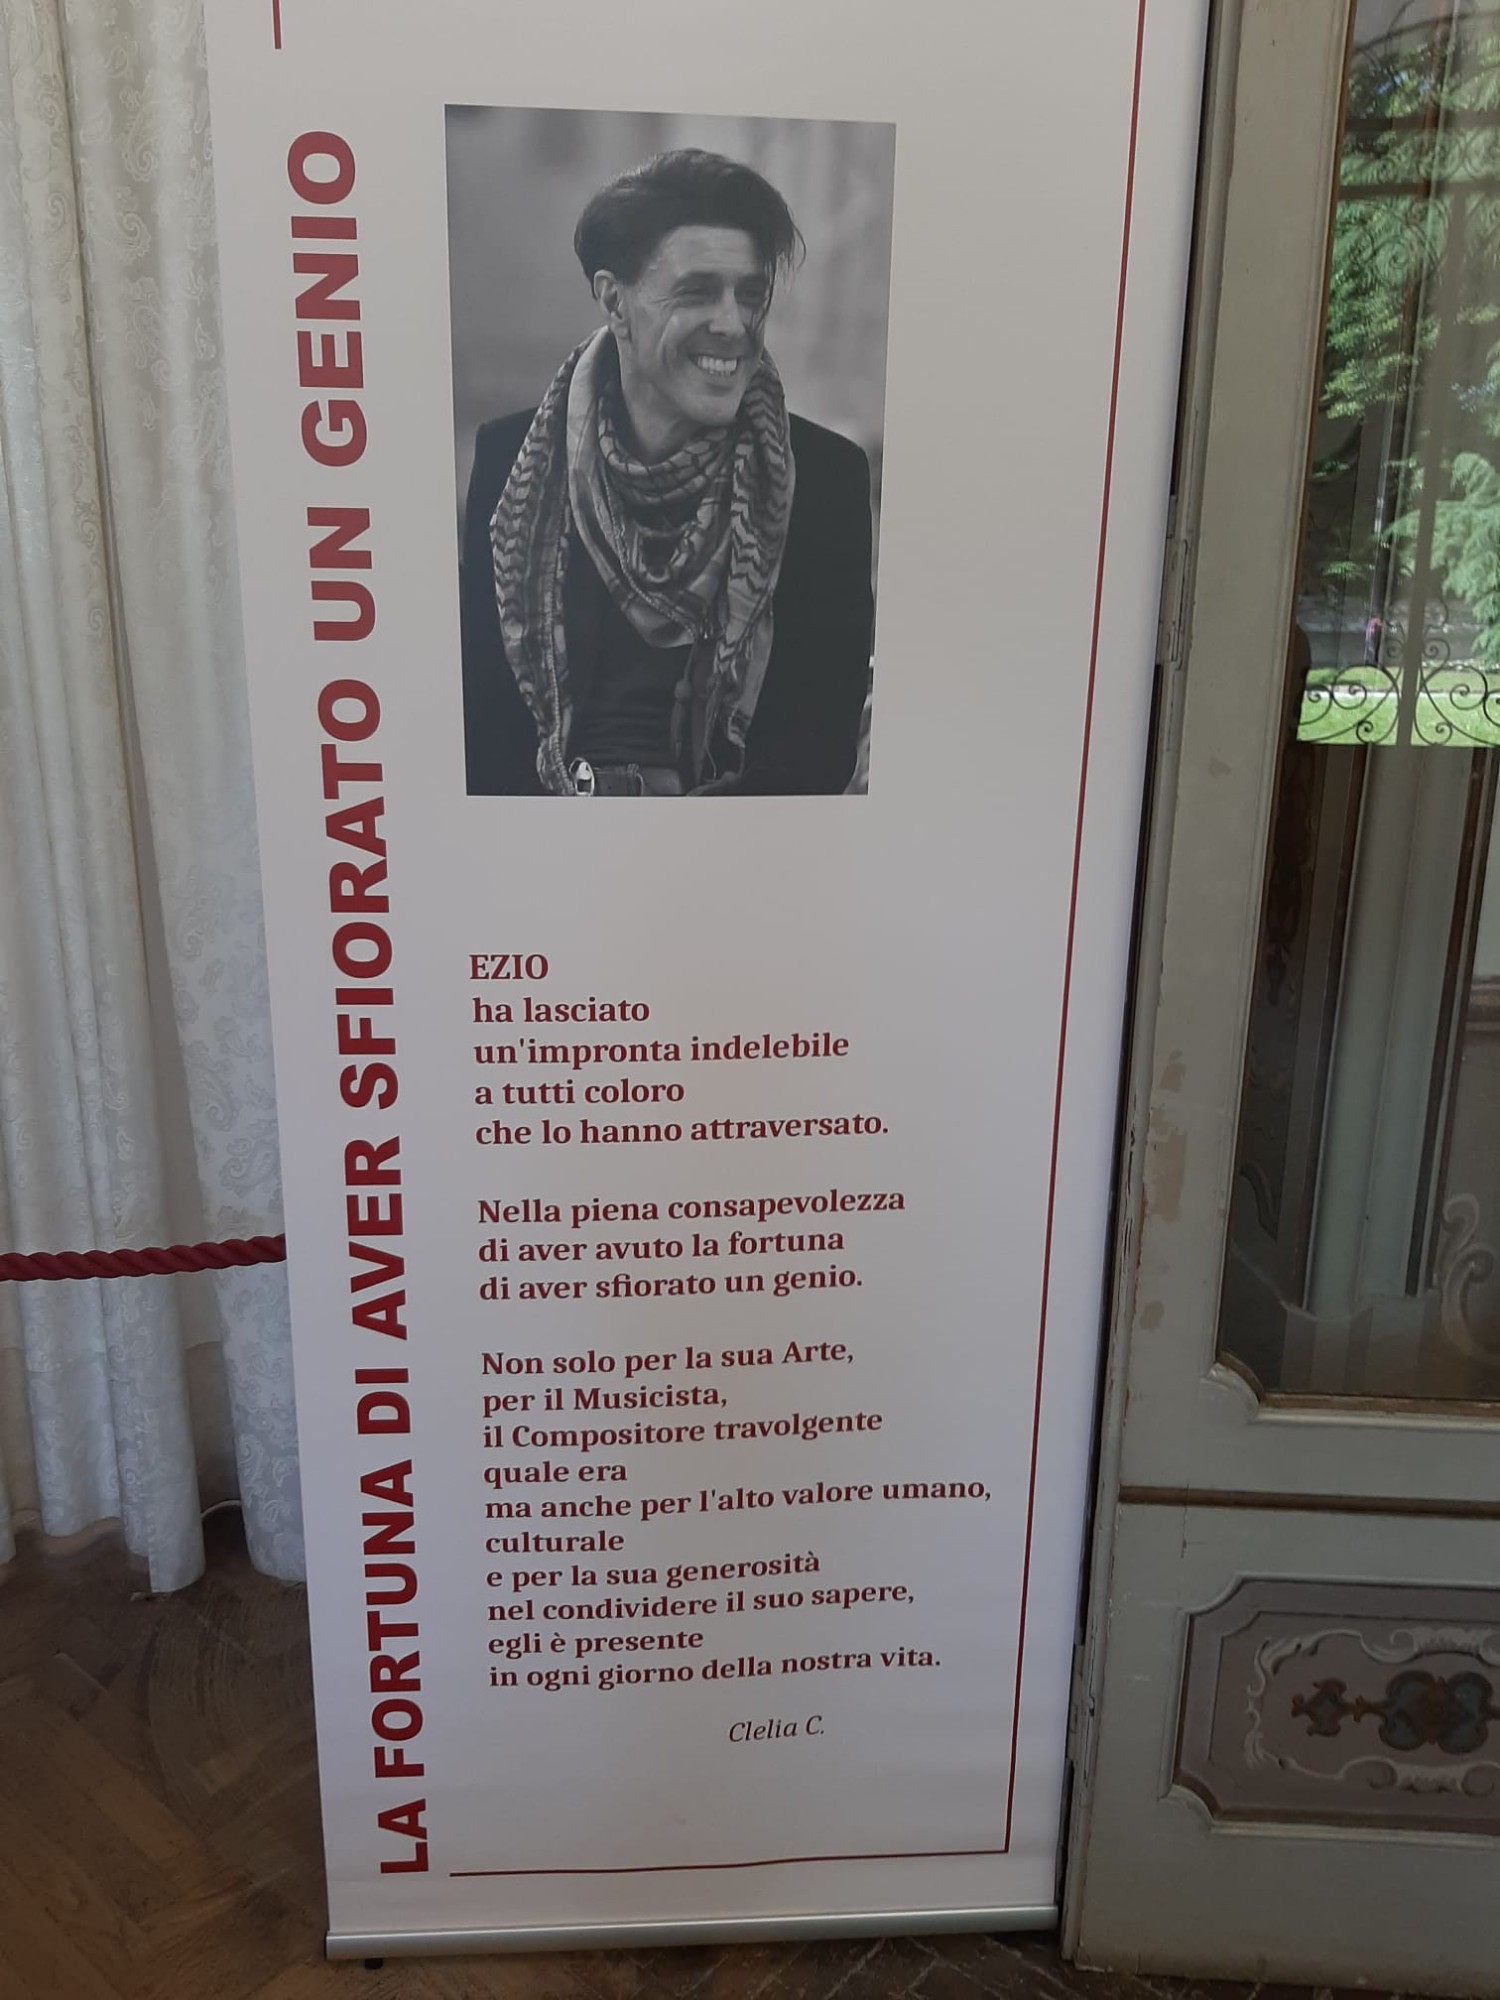 LA FORTUNA DI AVER SFIORATO UN GENIO
EZIO
ha lasciato
un'impronta indelebile
a tutti coloro
che lo hanno attraversato.
Nella piena consapevolezza
di aver avuto la fortuna
di aver sfiorato un genio.
Non solo per la sua Arte,
per il Musicista,
il Compositore travolgente
quale era
ma anche per l'alto valore umano,
culturale
e per la sua generosità
nel condividere il suo sapere,
egli è presente
in ogni giorno della nostra vita.
Clelia C.